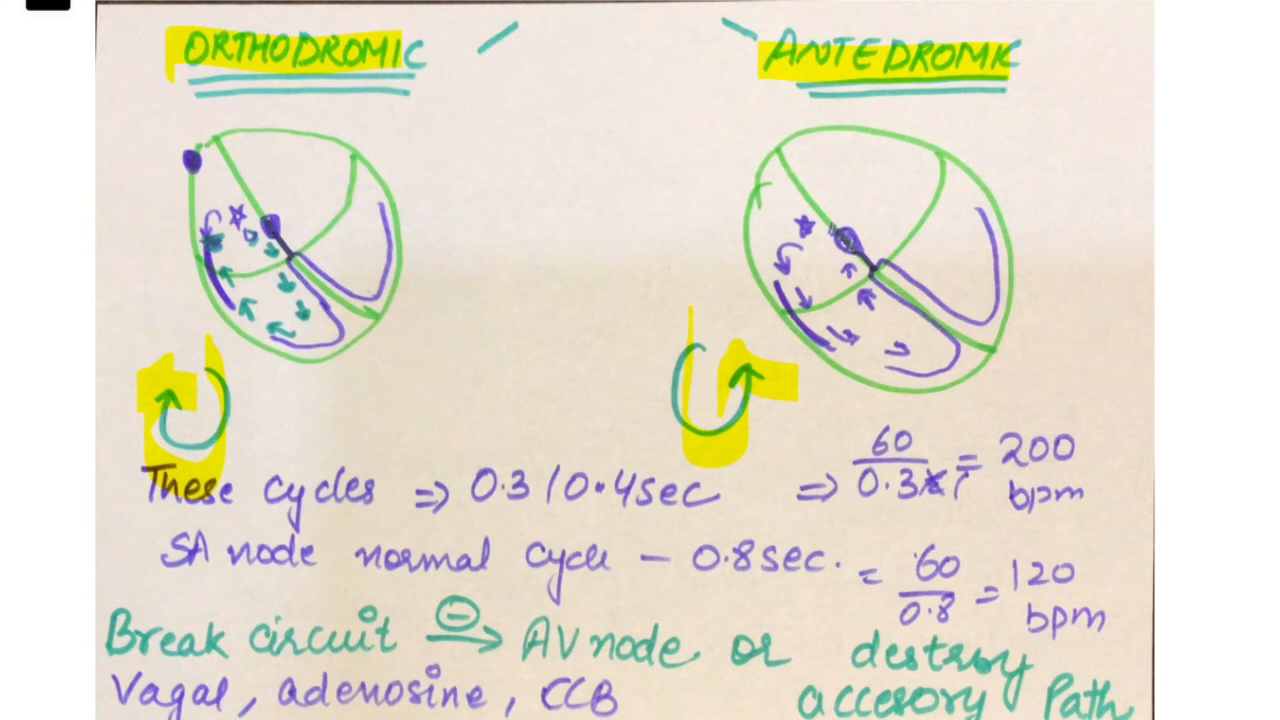 ORTHODROMIC
ANTEDROMIC
These cycles ⇒ 0.3 / 0.4sec ⇒ 60 / 0.3 = 200 bpm
SA node normal cycle - 0.8sec. = 60 / 0.8 = 120 bpm
Break circuit ⊖→ AV node or destroy
Vagal, adenosine, CCB accesory Path